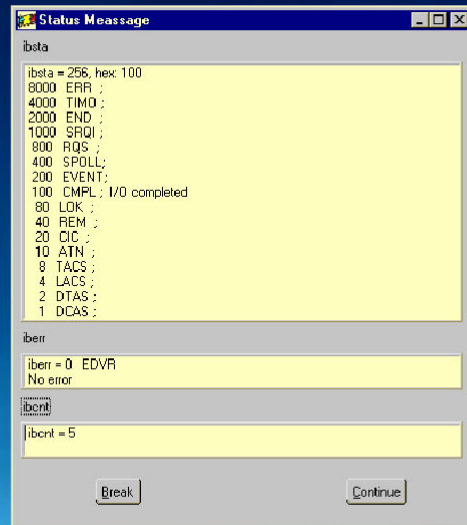 Status Meassage
ibsta
ibsta = 256, hex: 100
8000 ERR ;
4000 TIMO ;
2000 END ;
1000 SRQI ;
800 RQS ;
400 SPOLL;
200 EVENT;
100 CMPL ; I/0 completed
80 LOK ;
40 REM ;
20 CIC ;
10 ATN ;
8 TACS ;
4 LACS ;
2 DTAS ;
1 DCAS ;
iberr
iberr = 0 EDVR
No error
ibcnt
ibcnt = 5
Break
Continue